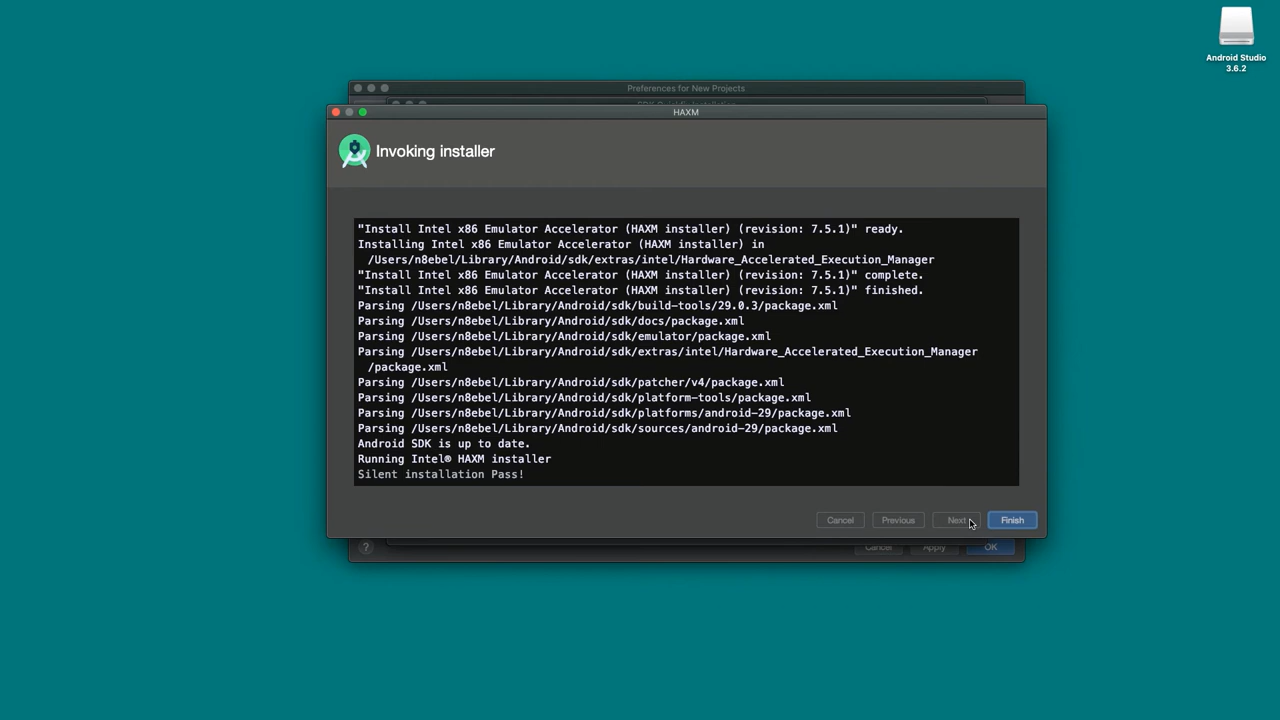 Android Studio
3.6.2
Preferences for New Projects
HAXM
Invoking installer
"Install Intel x86 Emulator Accelerator (HAXM installer) (revision: 7.5.1)" ready.
Installing Intel x86 Emulator Accelerator (HAXM installer) in
/Users/n8ebel/Library/Android/sdk/extras/intel/Hardware_Accelerated_Execution_Manager
"Install Intel x86 Emulator Accelerator (HAXM installer) (revision: 7.5.1)" complete.
"Install Intel x86 Emulator Accelerator (HAXM installer) (revision: 7.5.1)" finished.
Parsing /Users/n8ebel/Library/Android/sdk/build-tools/29.0.3/package.xml
Parsing /Users/n8ebel/Library/Android/sdk/docs/package.xml
Parsing /Users/n8ebel/Library/Android/sdk/emulator/package.xml
Parsing /Users/n8ebel/Library/Android/sdk/extras/intel/Hardware_Accelerated_Execution_Manager
/package.xml
Parsing /Users/n8ebel/Library/Android/sdk/patcher/v4/package.xml
Parsing /Users/n8ebel/Library/Android/sdk/platform-tools/package.xml
Parsing /Users/n8ebel/Library/Android/sdk/platforms/android-29/package.xml
Parsing /Users/n8ebel/Library/Android/sdk/sources/android-29/package.xml
Android SDK is up to date.
Running Intel® HAXM installer
Silent installation Pass!
Cancel Previous Next Finish
? Cancel Apply OK